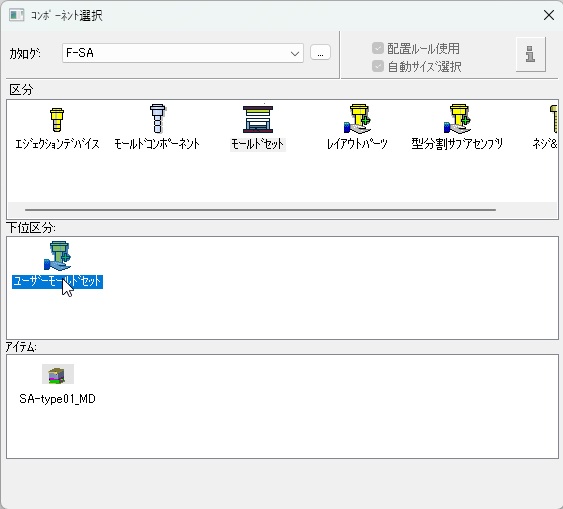 ｺﾝﾎﾟｰﾈﾝﾄ選択
ｶﾀﾛｸﾞ:
F-SA
...
配置ルール使用
自動サイズ選択
区分
ｴｼﾞｪｸｼｮﾝﾃﾞﾊﾞｲｽ
ﾓｰﾙﾄﾞｺﾝﾎﾟｰﾈﾝﾄ
ﾓｰﾙﾄﾞｾｯﾄ
ﾚｲｱｳﾄﾊﾟｰﾂ
型分割ｻﾌﾞｱｾﾝﾌﾞﾘ
ﾈｼﾞ&
下位区分:
ﾕｰｻﾞｰﾓｰﾙﾄﾞｾｯﾄ
ｱｲﾃﾑ:
SA-type01_MD